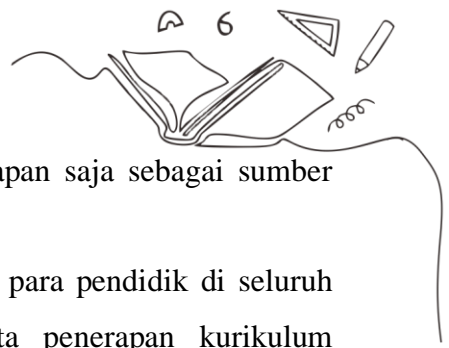 6
apan saja sebagai sumber
para pendidik di seluruh
ta penerapan kurikulum